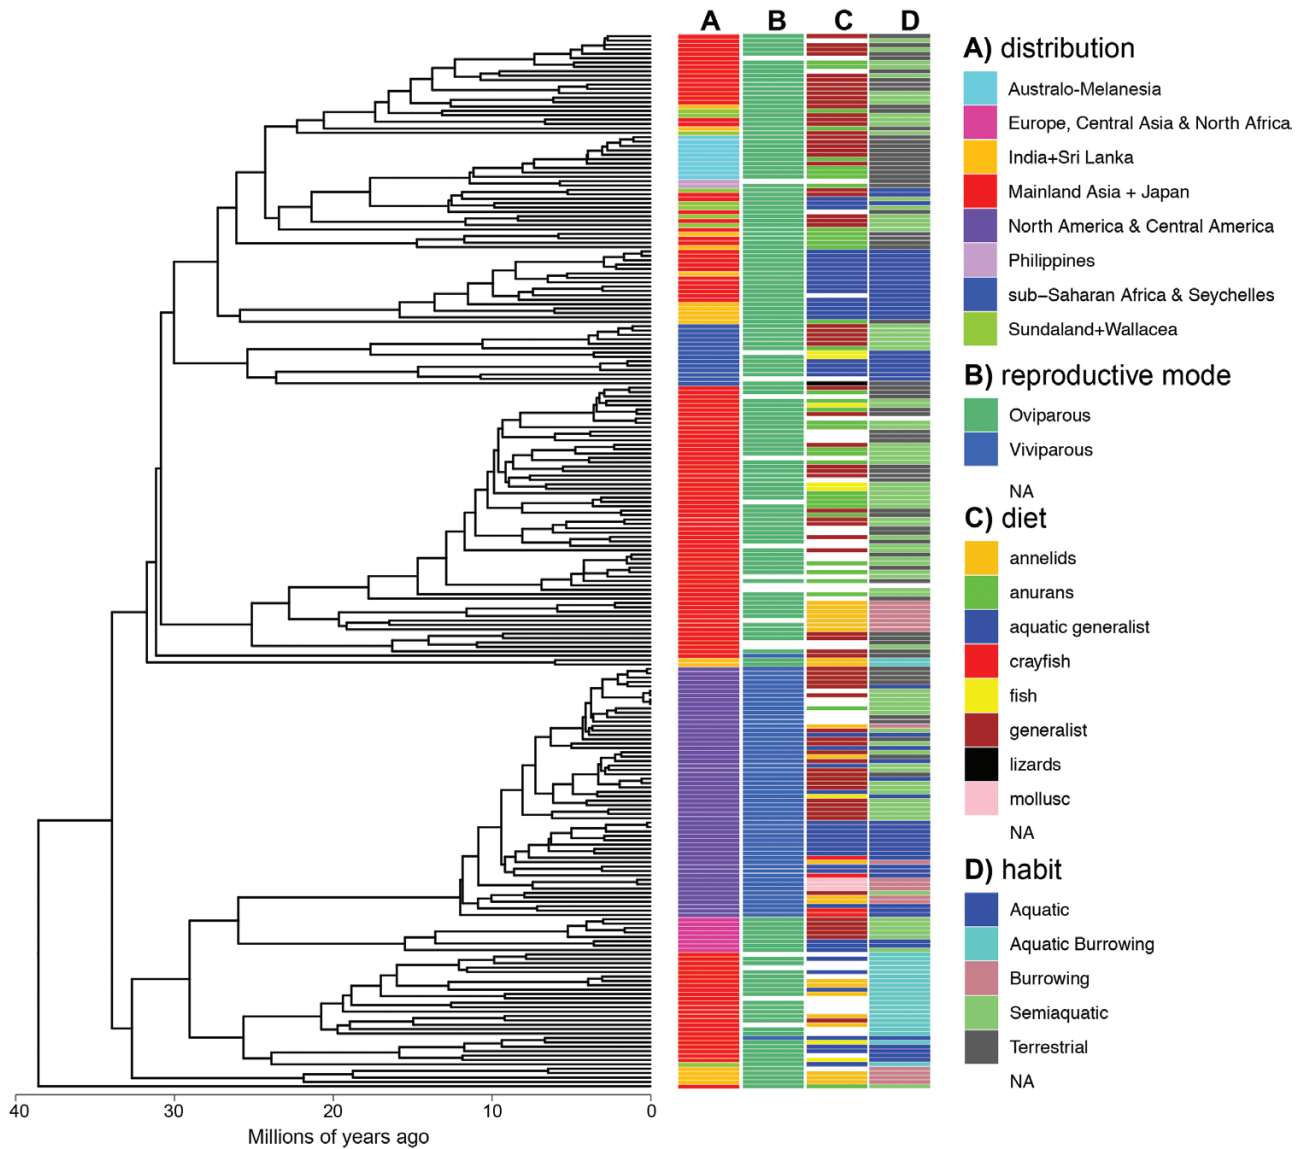 A B C D
A) distribution
Australo-Melanesia
Europe, Central Asia & North Africa
India+Sri Lanka
Mainland Asia + Japan
North America & Central America
Philippines
sub−Saharan Africa & Seychelles
Sundaland+Wallacea
B) reproductive mode
Oviparous
Viviparous
NA
C) diet
annelids
anurans
aquatic generalist
crayfish
fish
generalist
lizards
mollusc
NA
D) habit
Aquatic
Aquatic Burrowing
Burrowing
Semiaquatic
Terrestrial
NA
40 30 20 10 0
Millions of years ago